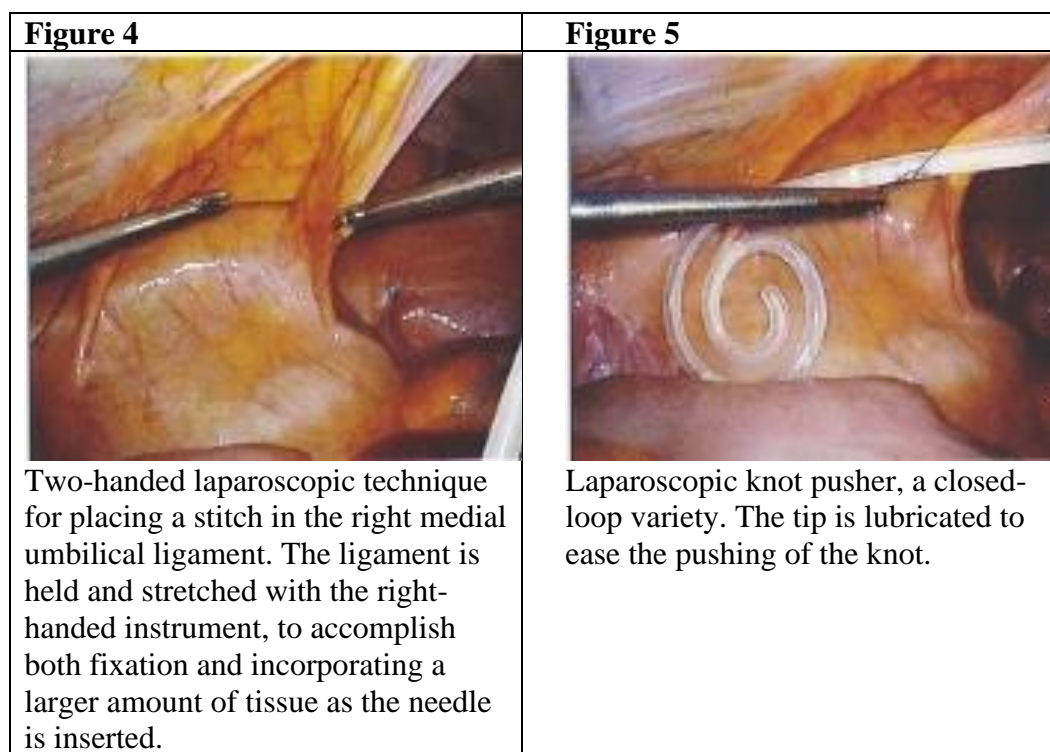 Figure 4
Figure 5
Two-handed laparoscopic technique
for placing a stitch in the right medial
umbilical ligament. The ligament is
held and stretched with the right-
handed instrument, to accomplish
both fixation and incorporating a
larger amount of tissue as the needle
is inserted.
Laparoscopic knot pusher, a closed-
loop variety. The tip is lubricated to
ease the pushing of the knot.